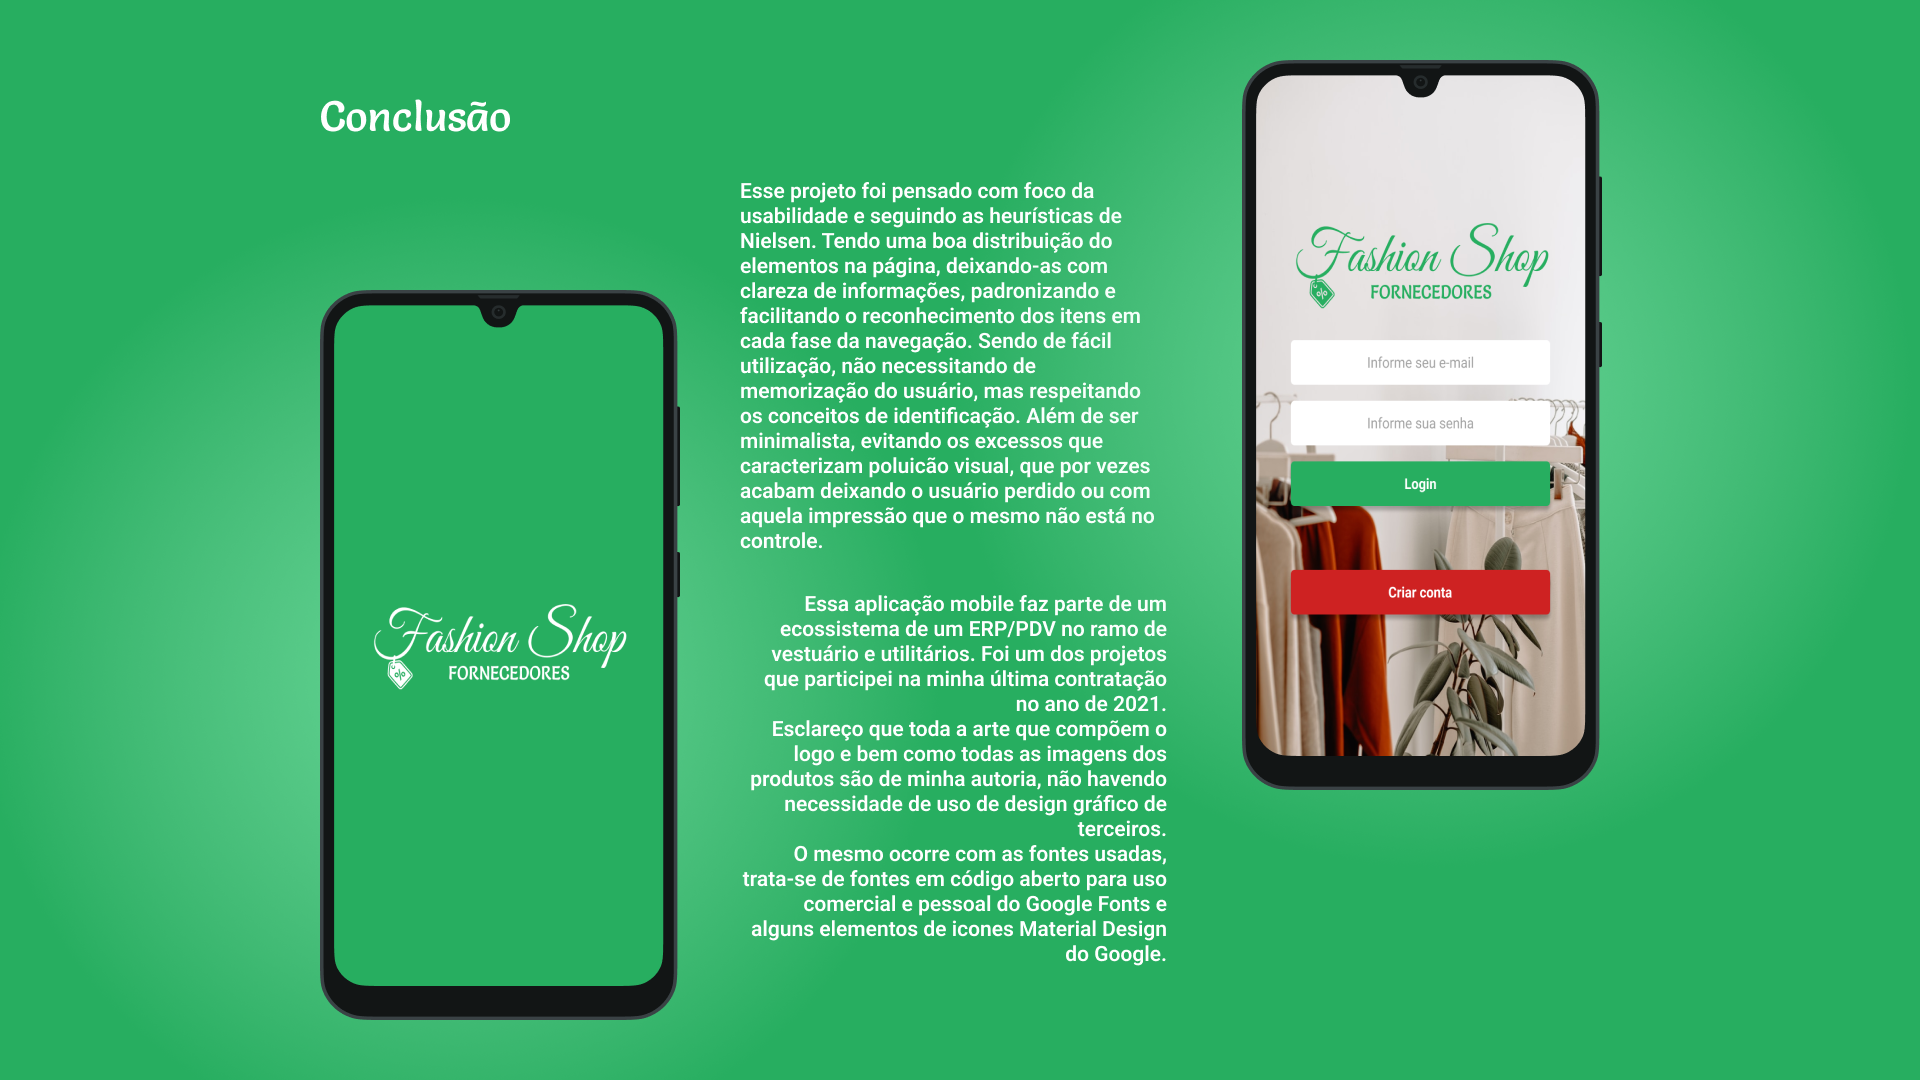 Conclusão
Esse projeto foi pensado com foco da
usabilidade e seguindo as heurísticas de
Nielsen. Tendo uma boa distribuição do
elementos na página, deixando-as com
clareza de informações, padronizando e
facilitando o reconhecimento dos itens em
cada fase da navegação. Sendo de fácil
utilização, não necessitando de
memorização do usuário, mas respeitando
os conceitos de identificação. Além de ser
minimalista, evitando os excessos que
caracterizam poluicão visual, que por vezes
acabam deixando o usuário perdido ou com
aquela impressão que o mesmo não está no
controle.
Essa aplicação mobile faz parte de um
ecossistema de um ERP/PDV no ramo de
vestuário e utilitários. Foi um dos projetos
que participei na minha última contratação
no ano de 2021.
Esclareço que toda a arte que compõem o
logo e bem como todas as imagens dos
produtos são de minha autoria, não havendo
necessidade de uso de design gráfico de
terceiros.
O mesmo ocorre com as fontes usadas,
trata-se de fontes em código aberto para uso
comercial e pessoal do Google Fonts e
alguns elementos de icones Material Design
do Google.
Fashion Shop
%
FORNECEDORES
Fashion Shop
%
FORNECEDORES
Informe seu e-mail
Informe sua senha
Login
Criar conta